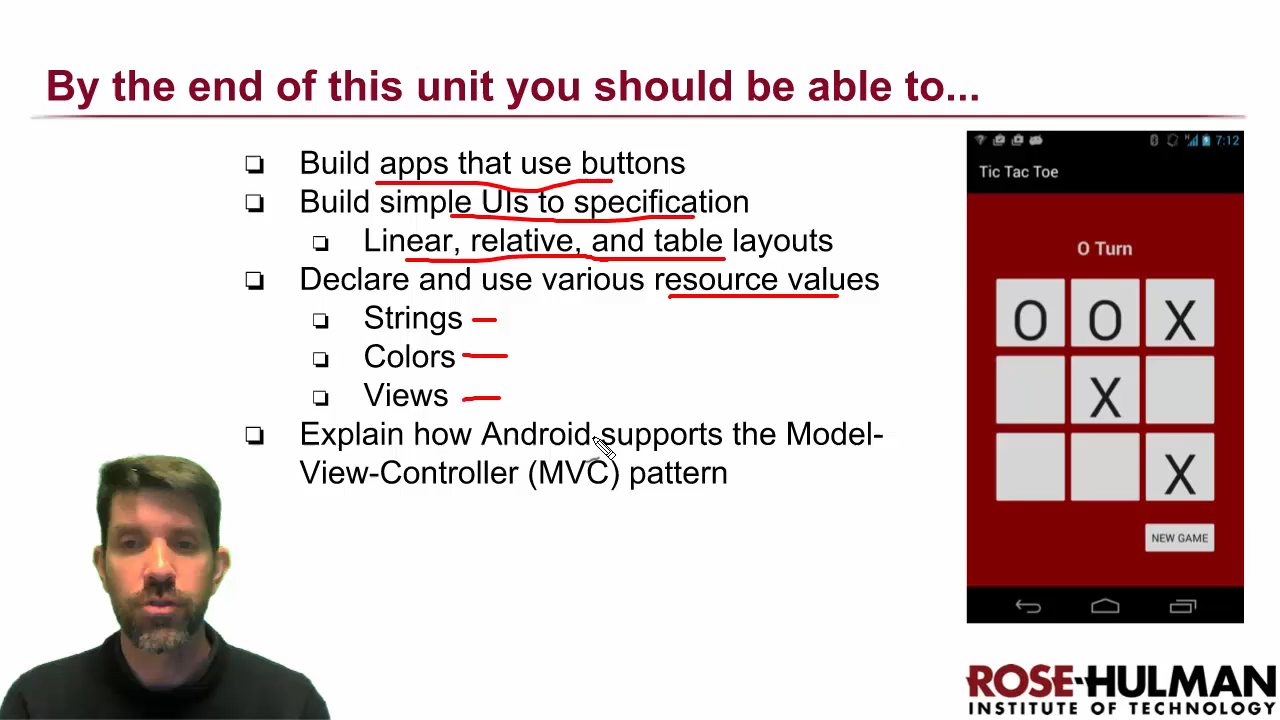 By the end of this unit you should be able to...
Build apps that use buttons
Build simple UIs to specification
Linear, relative, and table layouts
Declare and use various resource values
Strings
Colors
Views
Explain how Android supports the Model-
View-Controller (MVC) pattern
H 7:12
Tic Tac Toe
O Turn
O O X
X
X
NEW GAME
ROSE-HULMAN
INSTITUTE OF TECHNOLOGY